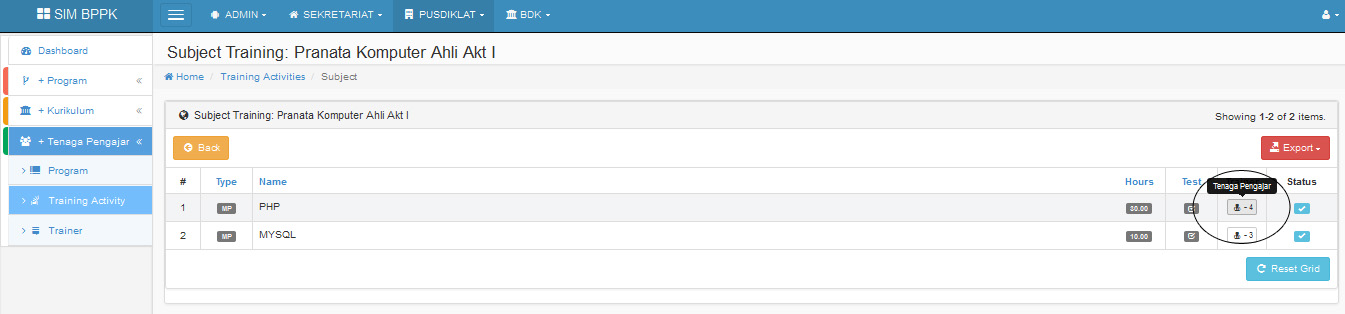 SIM BPPK ADMIN SEKRETARIAT PUSDIKLAT BDK
Dashboard
+ Program «
+ Kurikulum «
+ Tenaga Pengajar «
> Program
> Training Activity
> Trainer
Subject Training: Pranata Komputer Ahli Akt I
Home / Training Activities / Subject
Subject Training: Pranata Komputer Ahli Akt I Showing 1-2 of 2 items.
Back Export
Tenaga Pengajar
# Type Name Hours Test Status
1 MP PHP 30.00 - 4
2 MP MYSQL 10.00 - 3
Reset Grid